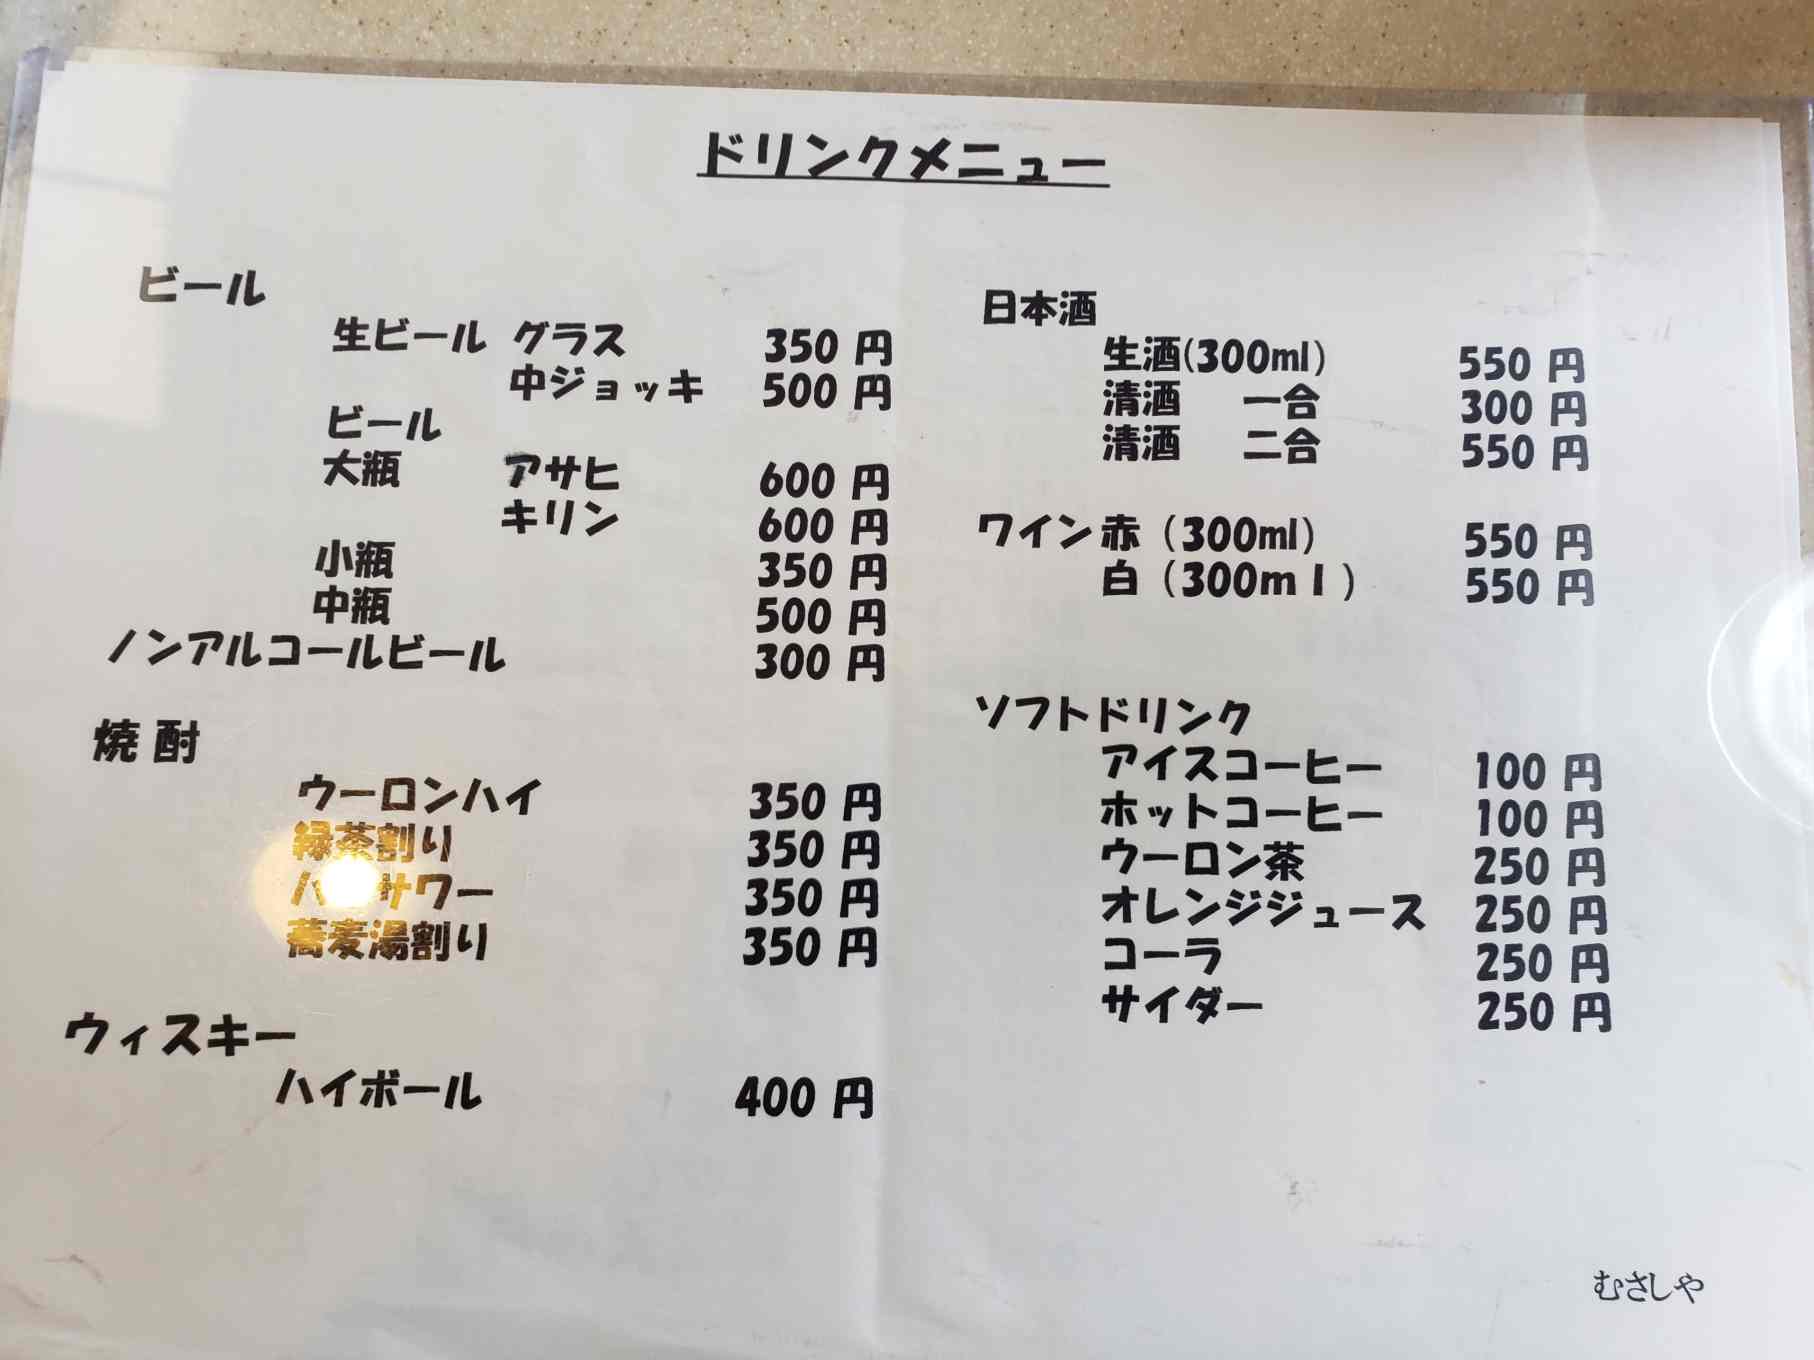 ドリンクメニュー
ビール
生ビール グラス 350 円
中ジョッキ 500 円
ビール
大瓶 アサヒ 600 円
キリン 600 円
小瓶 350 円
中瓶 500 円
ノンアルコールビール 300 円
焼酎
ウーロンハイ 350 円
緑茶割り 350 円
サワー 350 円
蕎麦湯割り 350 円
ウィスキー
ハイボール 400 円
日本酒
生酒(300ml) 550 円
清酒 一合 300 円
清酒 二合 550 円
ワイン 赤(300ml) 550 円
白(300ml) 550 円
ソフトドリンク
アイスコーヒー 100 円
ホットコーヒー 100 円
ウーロン茶 250 円
オレンジジュース 250 円
コーラ 250 円
サイダー 250 円
むさしや